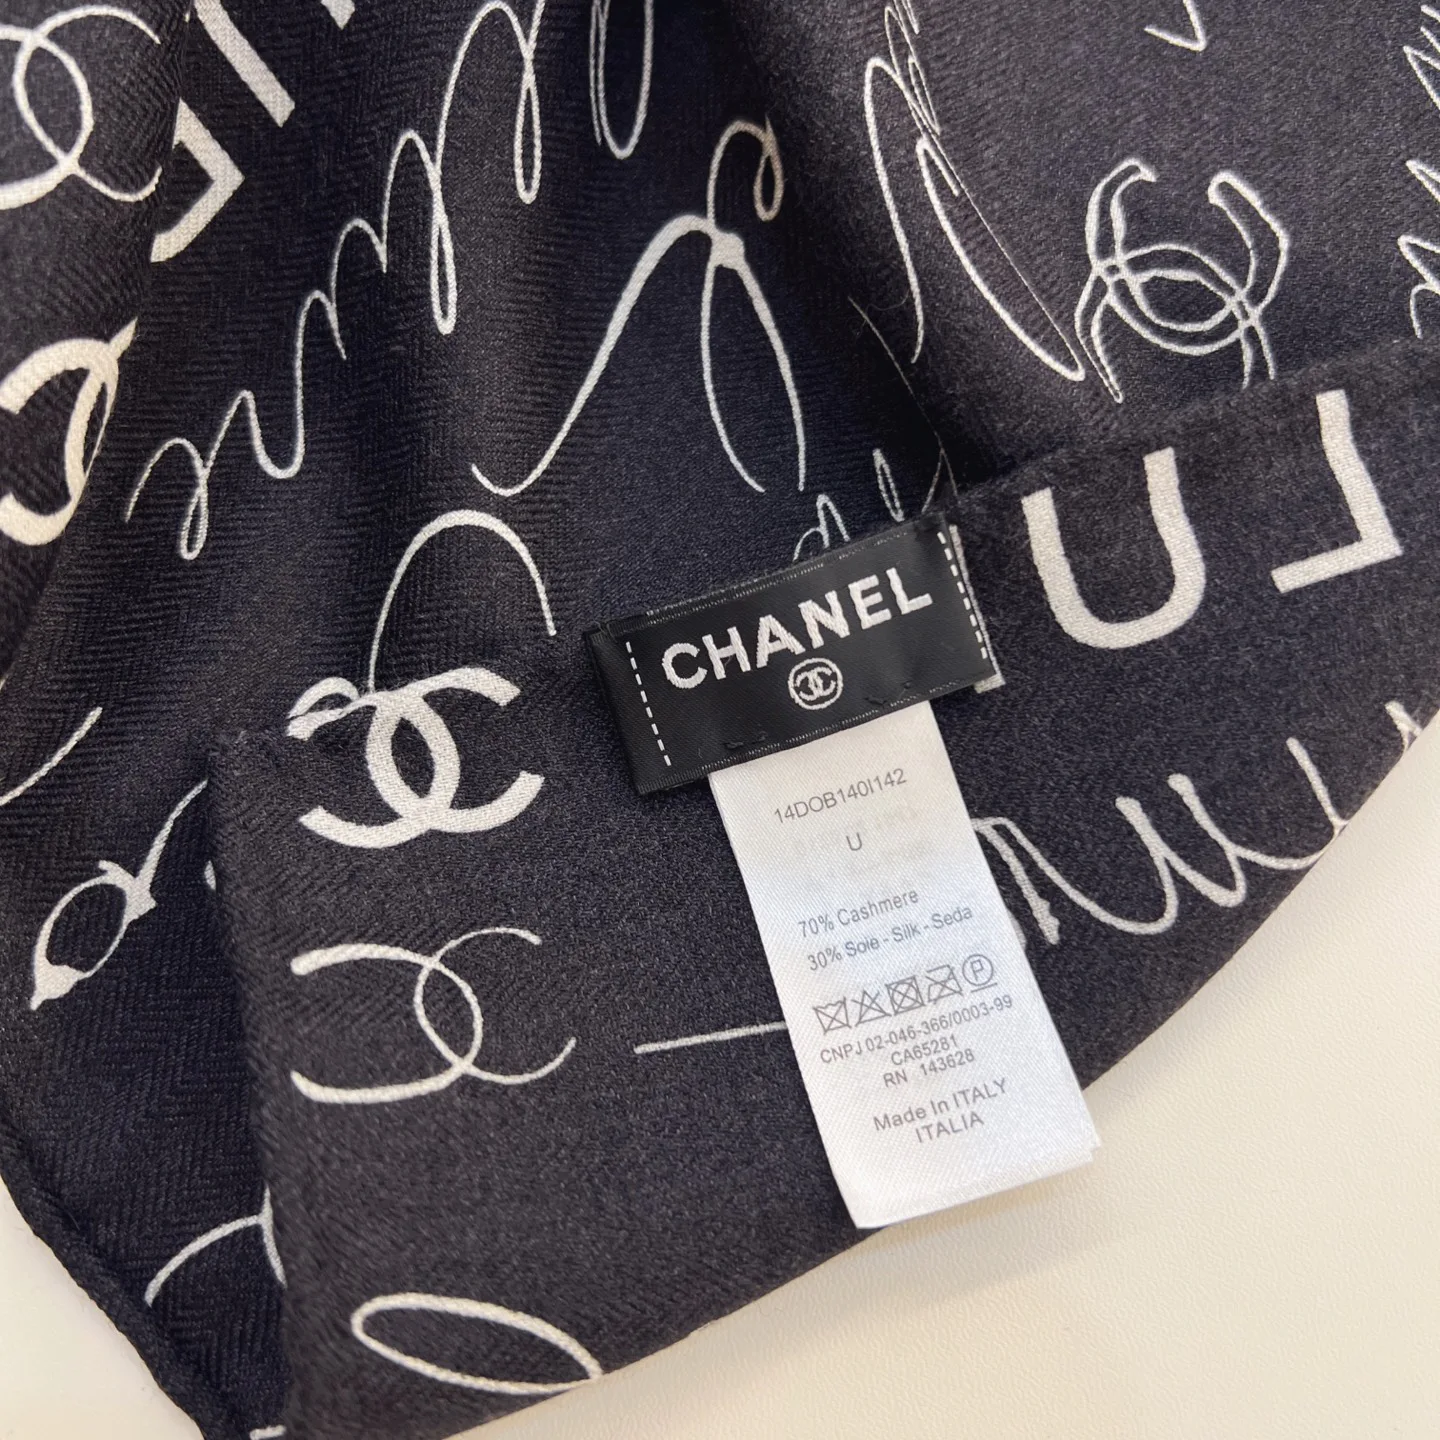 CHANEL
14DOB140I142
U
70% Cashmere
30% Soie - Silk - Seda
P
CNPJ 02-046-366/0003-99
CA65281
RN 143628
Made In ITALY
ITALIA